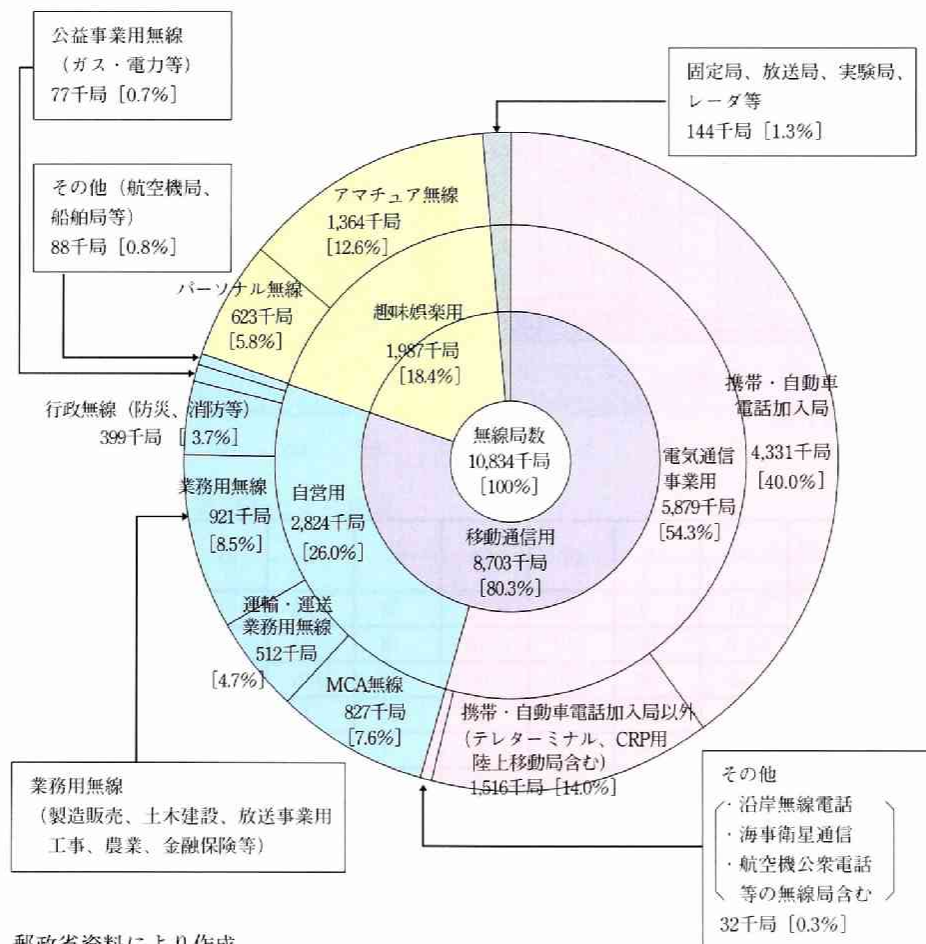 公益事業用無線
（ガス・電力等）
77千局［0.7%］
固定局、放送局、実験局、
レーダ等
144千局［1.3%］
その他（航空機局、
船舶局等）
88千局［0.8%］
アマチュア無線
1,364千局
［12.6%］
パーソナル無線
623千局
［5.8%］
趣味娯楽用
1,987千局
［18.4%］
行政無線（防災、消防等）
399千局［3.7%］
無線局数
10,834千局
［100%］
携帯・自動車
電話加入局
4,331千局
［40.0%］
電気通信
事業用
5,879千局
［54.3%］
業務用無線
921千局
［8.5%］
自営用
2,824千局
［26.0%］
移動通信用
8,703千局
［80.3%］
運輸・運送
業務用無線
512千局
［4.7%］
MCA無線
827千局
［7.6%］
携帯・自動車電話加入局以外
（テレターミナル、CRP用
陸上移動局含む）
1,516千局［14.0%］
業務用無線
（製造販売、土木建設、放送事業用
工事、農業、金融保険等）
その他
・沿岸無線電話
・海事衛星通信
・航空機公衆電話
等の無線局含む
32千局［0.3%］
郵政省資料により作成